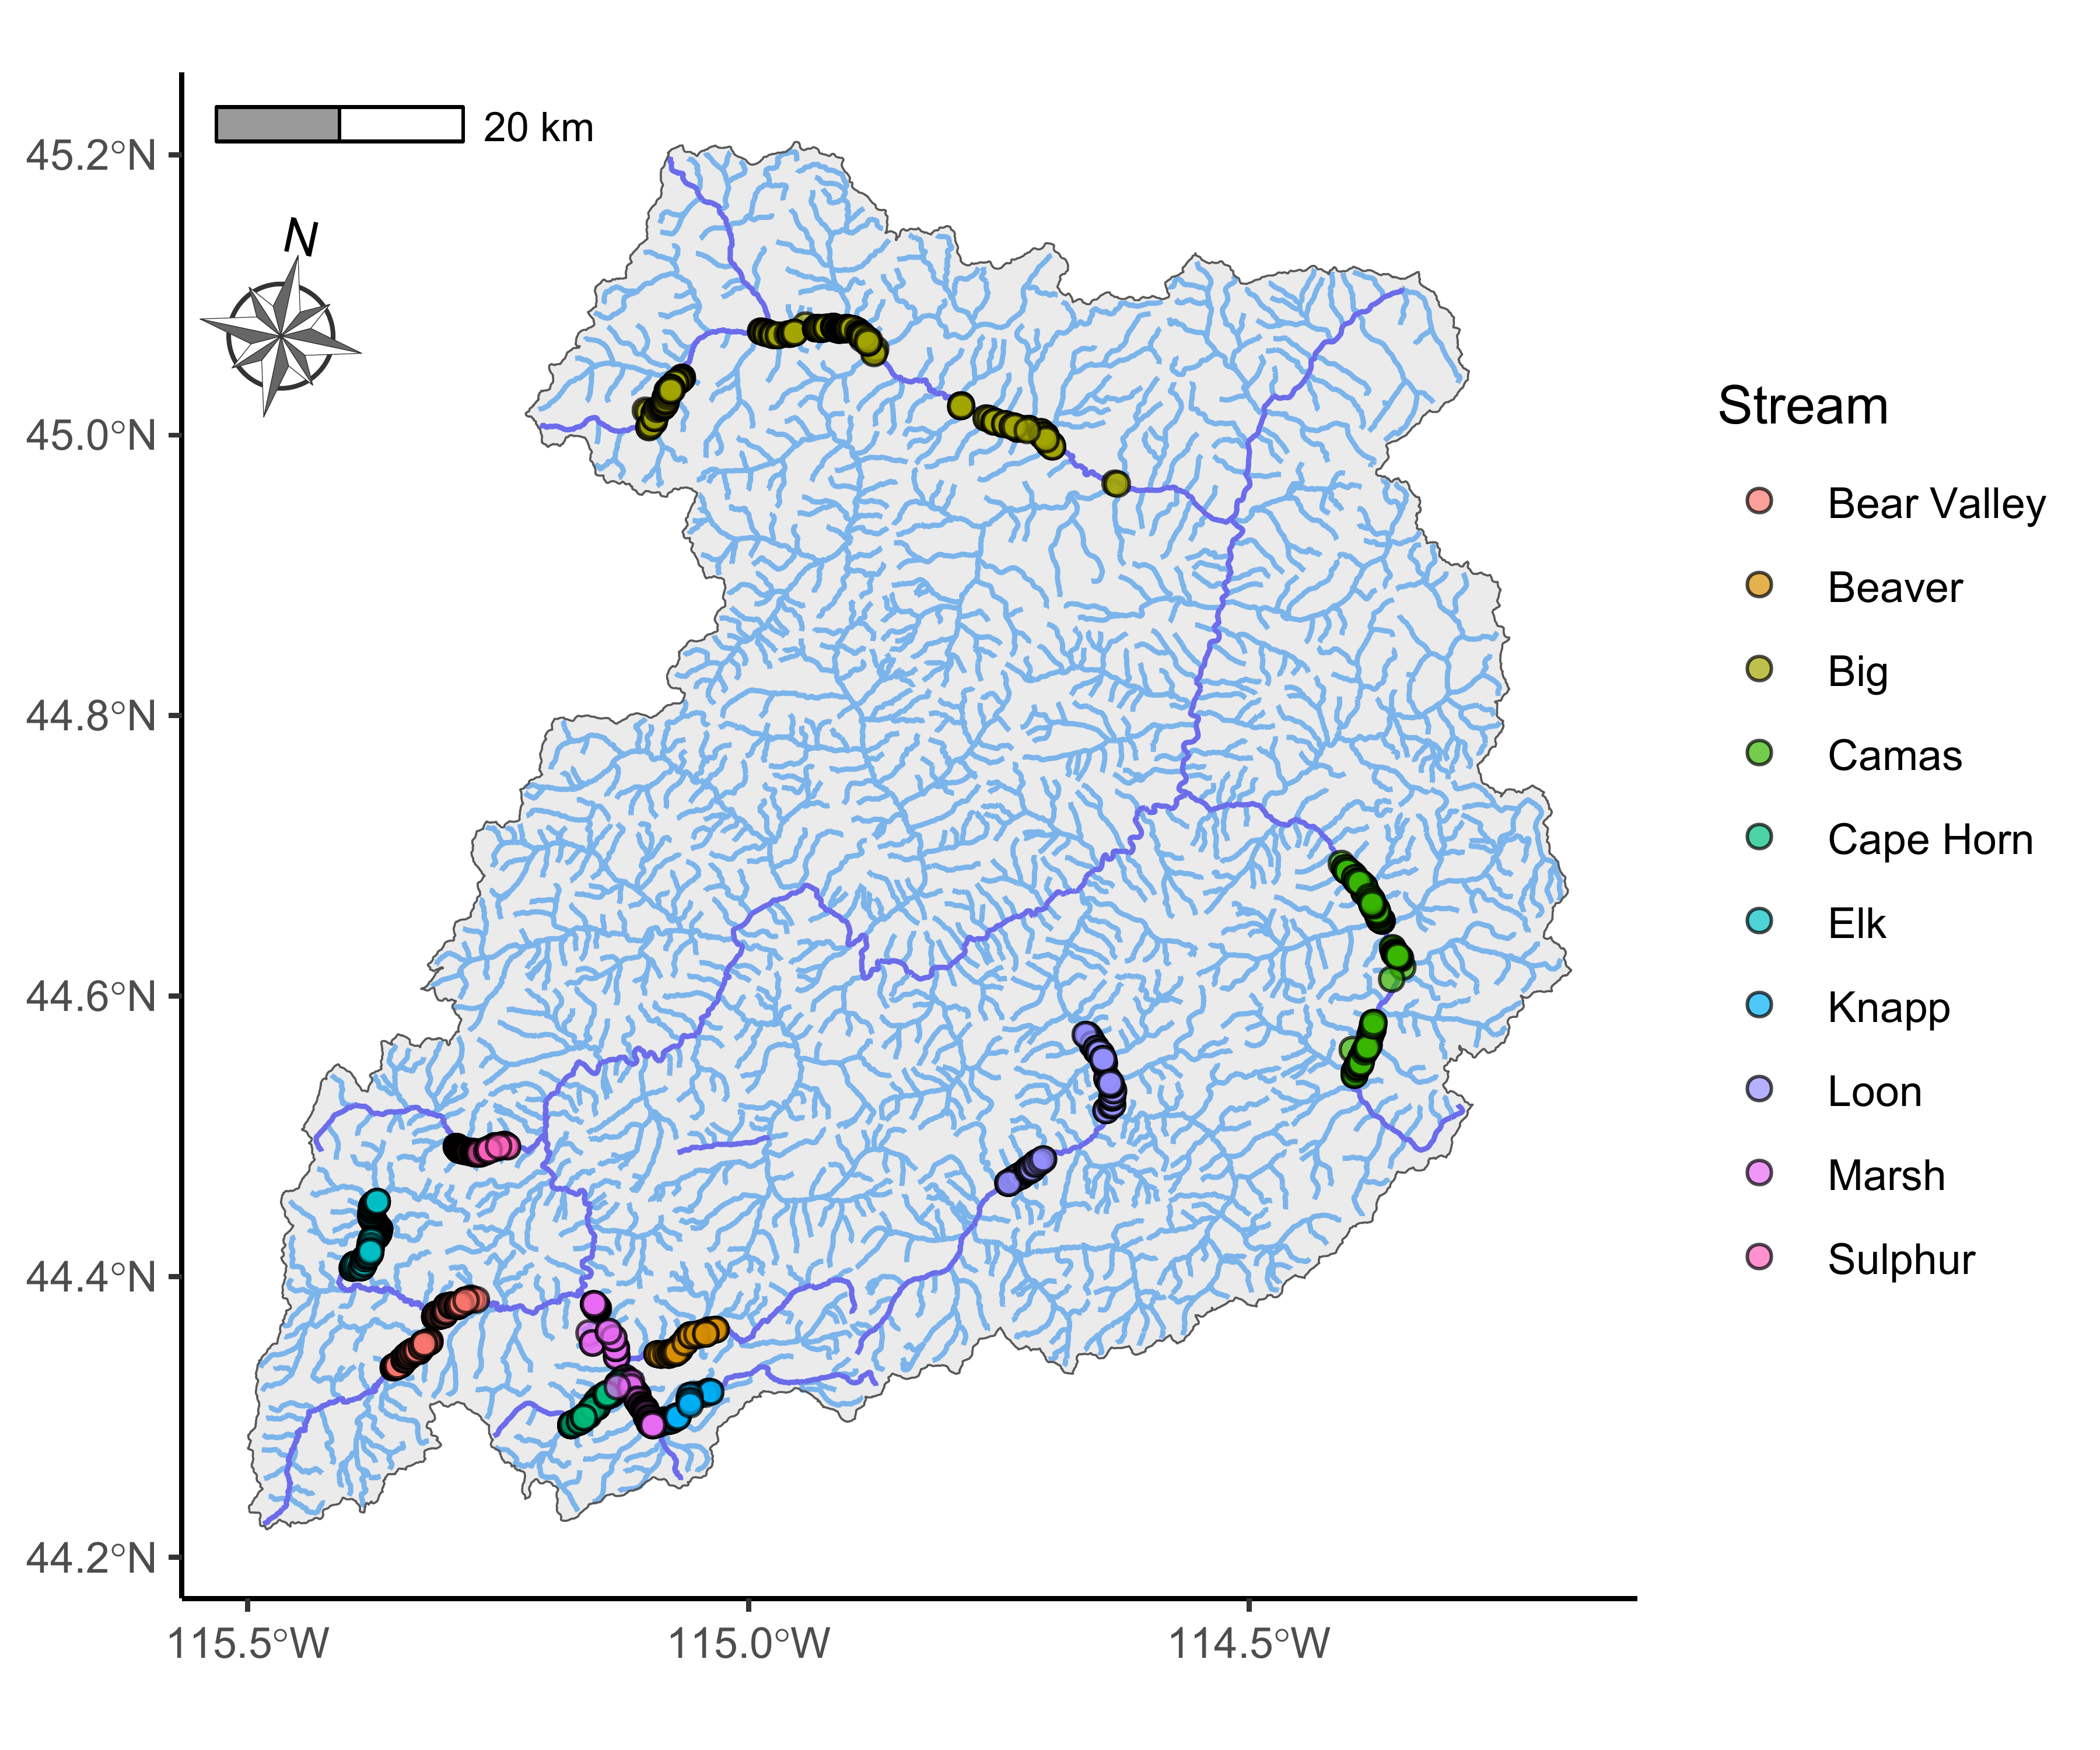 20 km
N
45.2°N
45.0°N
44.8°N
44.6°N
44.4°N
44.2°N
115.5°W
115.0°W
114.5°W
Stream
Bear Valley
Beaver
Big
Camas
Cape Horn
Elk
Knapp
Loon
Marsh
Sulphur